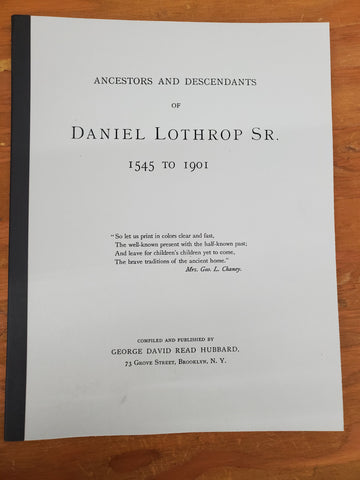 ANCESTORS AND DESCENDANTS
OF
DANIEL LOTHROP SR.
1545 TO 1901
"So let us print in colors clear and fast,
The well-known present with the half-known past;
And leave for children's children yet to come,
The brave traditions of the ancient home."
Mrs. Geo. L. Chaney.
COMPILED AND PUBLISHED BY
GEORGE DAVID READ HUBBARD,
73 GROVE STREET, BROOKLYN, N. Y.